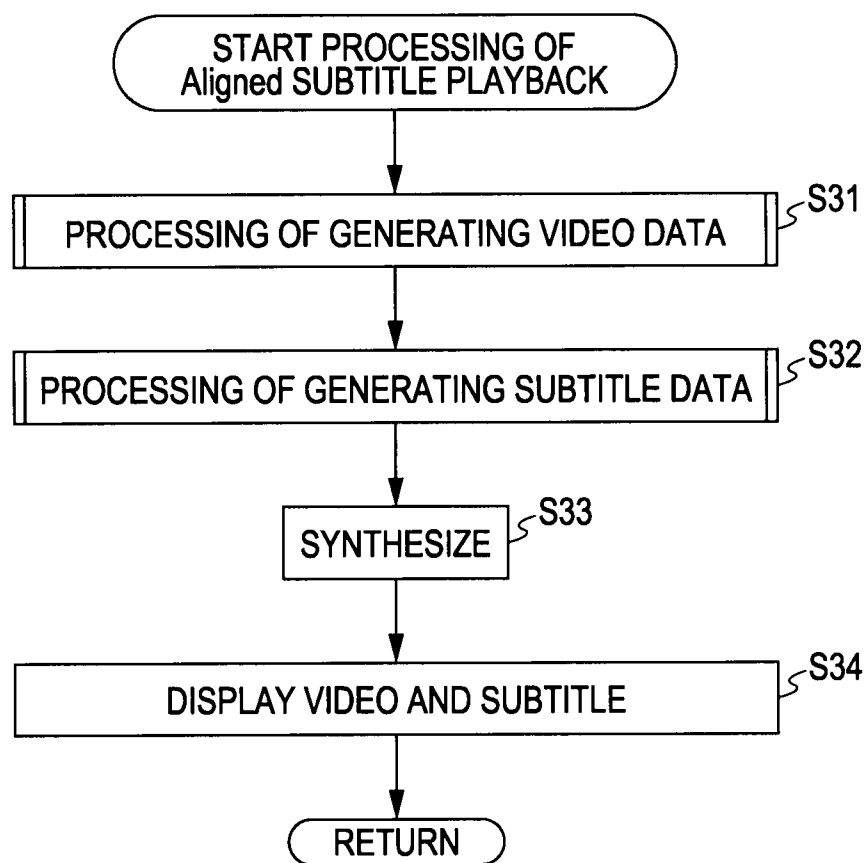 START PROCESSING OF
Aligned SUBTITLE PLAYBACK
PROCESSING OF GENERATING VIDEO DATA
S31
PROCESSING OF GENERATING SUBTITLE DATA
S32
SYNTHESIZE
S33
DISPLAY VIDEO AND SUBTITLE
S34
RETURN